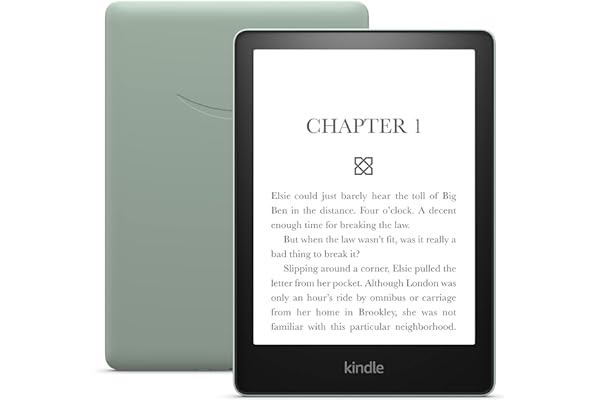 CHAPTER 1
Elsie could just barely hear the toll of Big
Ben in the distance. Four o'clock. A decent
enough time for breaking the law.
But when the law wasn't fit, was it really a
bad thing to break it?
Slipping around a corner, Elsie pulled the
letter from her pocket. Although London was
only an hour's ride by omnibus or carriage
from her home in Brookley, she was not
familiar with this particular neighborhood.
kindle